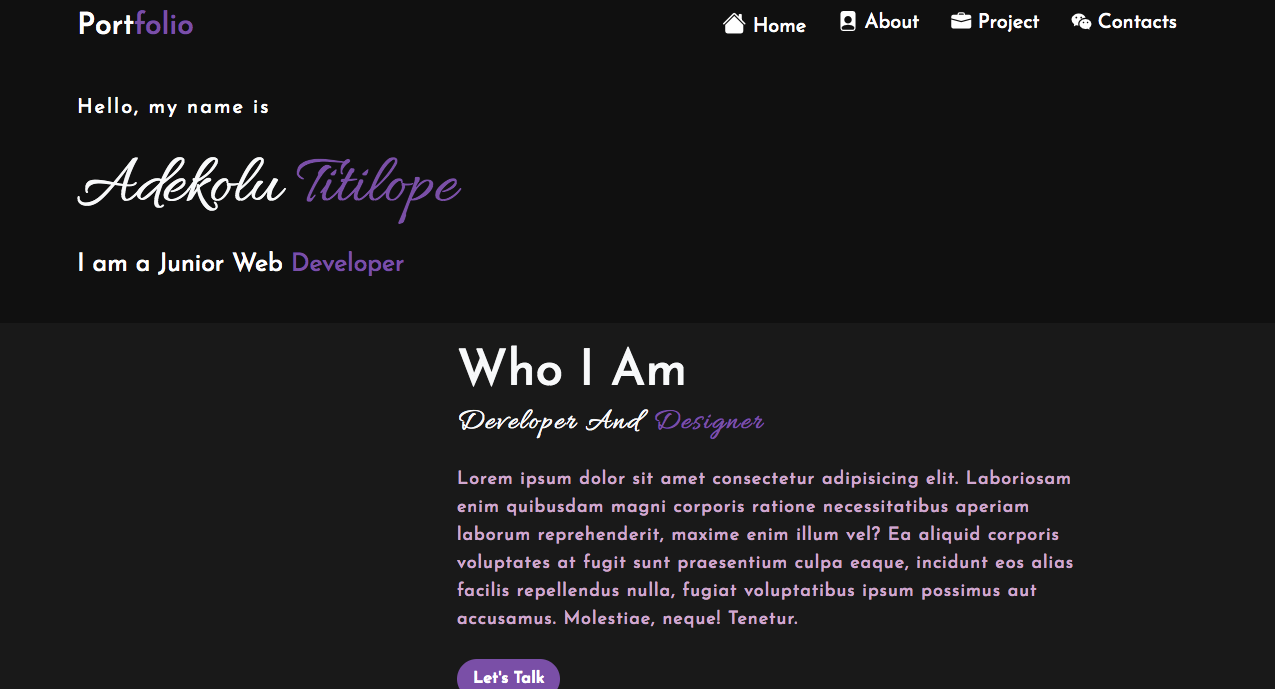 Portfolio
Home About Project Contacts
Hello, my name is
Adekolu Titilope
I am a Junior Web Developer
Who I Am
Developer And Designer
Lorem ipsum dolor sit amet consectetur adipisicing elit. Laboriosam
enim quibusdam magni corporis ratione necessitatibus aperiam
laborum reprehenderit, maxime enim illum vel? Ea aliquid corporis
voluptates at fugit sunt praesentium culpa eaque, incidunt eos alias
facilis repellendus nulla, fugiat voluptatibus ipsum possimus aut
accusamus. Molestiae, neque! Tenetur.
Let's Talk